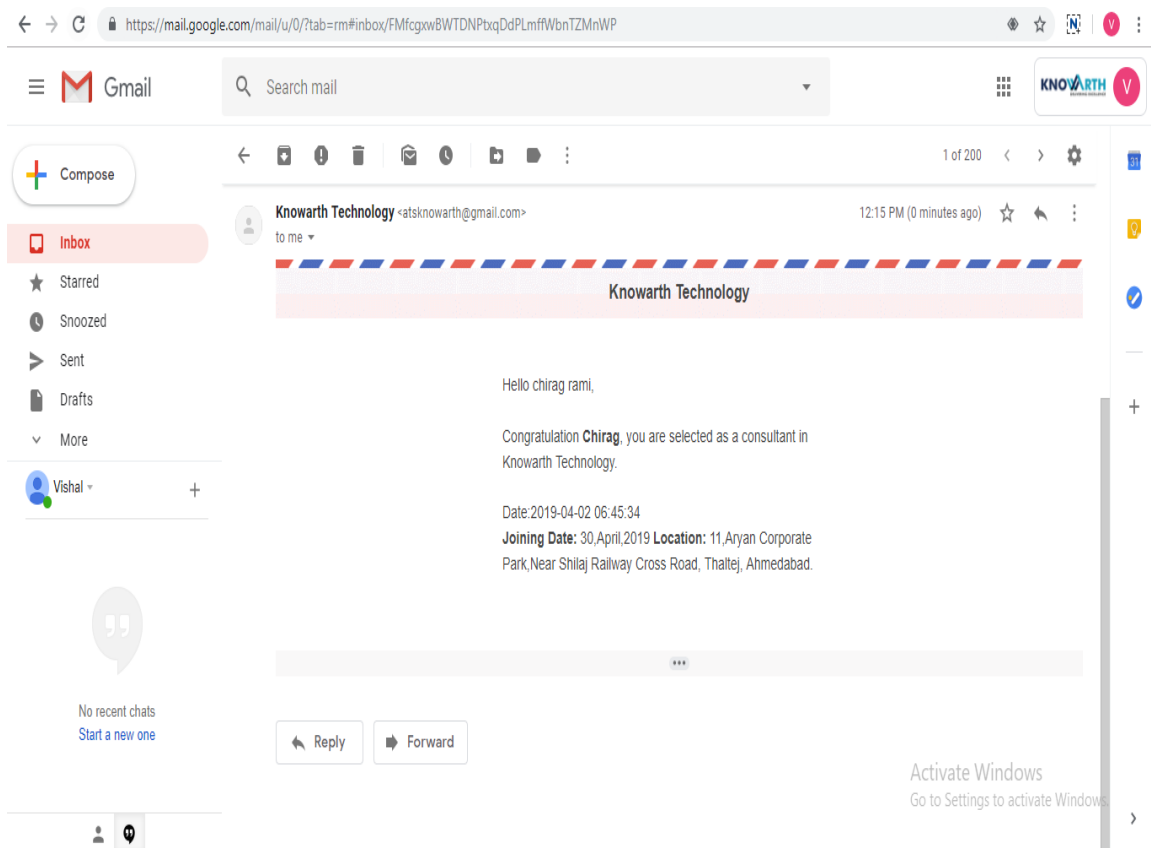 https://mail.google.com/mail/u/0/?tab=rm#inbox/FMfcgxwBWTDNPtxqDdPLmffWbnTZMnWP
N
V
Gmail
Search mail
KNOWARTH
V
Compose
1 of 200
31
Knowarth Technology <atsknowarth@gmail.com>
12:15 PM (0 minutes ago)
to me
Inbox
Starred
Snoozed
Sent
Drafts
More
Vishal
Knowarth Technology
Hello chirag rami,
Congratulation Chirag, you are selected as a consultant in
Knowarth Technology.
Date:2019-04-02 06:45:34
Joining Date: 30,April,2019 Location: 11,Aryan Corporate
Park,Near Shilaj Railway Cross Road, Thaltej, Ahmedabad.
No recent chats
Start a new one
Reply
Forward
Activate Windows
Go to Settings to activate Windows.